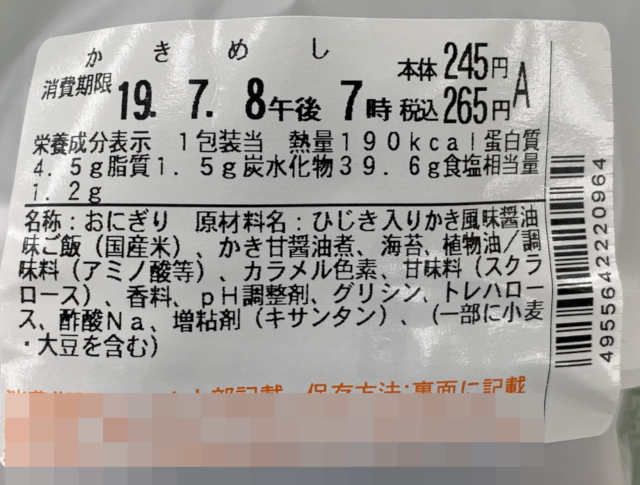 かきめし
消費期限 本体245円
19. 7. 8午後 7時 税込265円 A
栄養成分表示 1包装当 熱量190kcal蛋白質
4.5g脂質1.5g炭水化物39.6g食塩相当量
1.2g
名称:おにぎり 原材料名:ひじき入りかき風味醤油
味ご飯(国産米)、かき甘醤油煮、海苔、植物油/調
味料(アミノ酸等)、カラメル色素、甘味料(スクラ
ロース)、香料、pH調整剤、グリシン、トレハロー
ス、酢酸Na、増粘剤(キサンタン)、(一部に小麦
・大豆を含む)
部記載 保存方法:裏面に記載
4955642220964